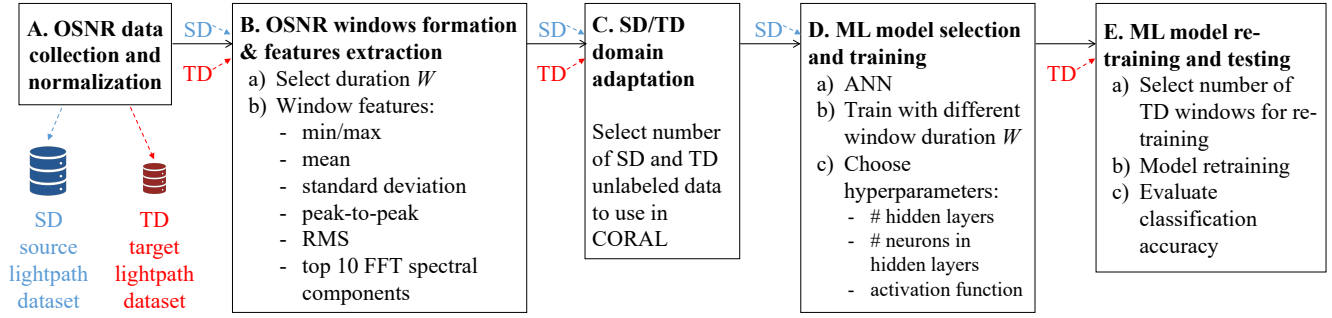 A. OSNR data
collection and
normalization
SD
source
lightpath
dataset
TD
target
lightpath
dataset
SD
TD
B. OSNR windows formation
& features extraction
a) Select duration W
b) Window features:
- min/max
- mean
- standard deviation
- peak-to-peak
- RMS
- top 10 FFT spectral
components
SD
TD
C. SD/TD
domain
adaptation
Select number
of SD and TD
unlabeled data
to use in
CORAL
SD
D. ML model selection
and training
a) ANN
b) Train with different
window duration W
c) Choose
hyperparameters:
- # hidden layers
- # neurons in
hidden layers
- activation function
TD
E. ML model re-
training and testing
a) Select number of
TD windows for re-
training
b) Model retraining
c) Evaluate
classification
accuracy